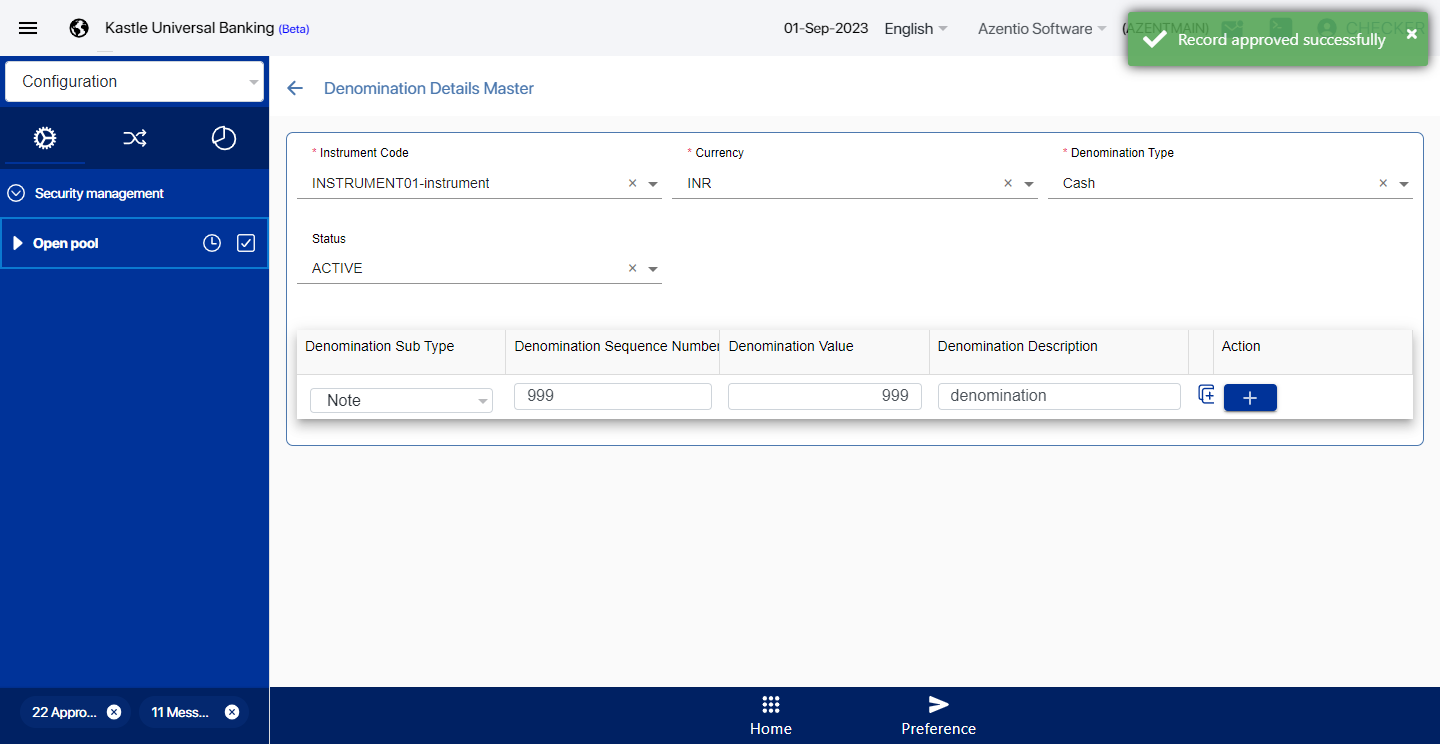 Kastle Universal Banking (Beta)
01-Sep-2023
English
Azentio Software
(AZENTMAIN)
CHECKER
Record approved successfully
Configuration
Denomination Details Master
Security management
Open pool
* Instrument Code
* Currency
* Denomination Type
INSTRUMENT01-instrument
INR
Cash
Status
ACTIVE
Denomination Sub Type
Denomination Sequence Number
Denomination Value
Denomination Description
Action
Note
999
999
denomination
22 Appro...
11 Mess...
Home
Preference